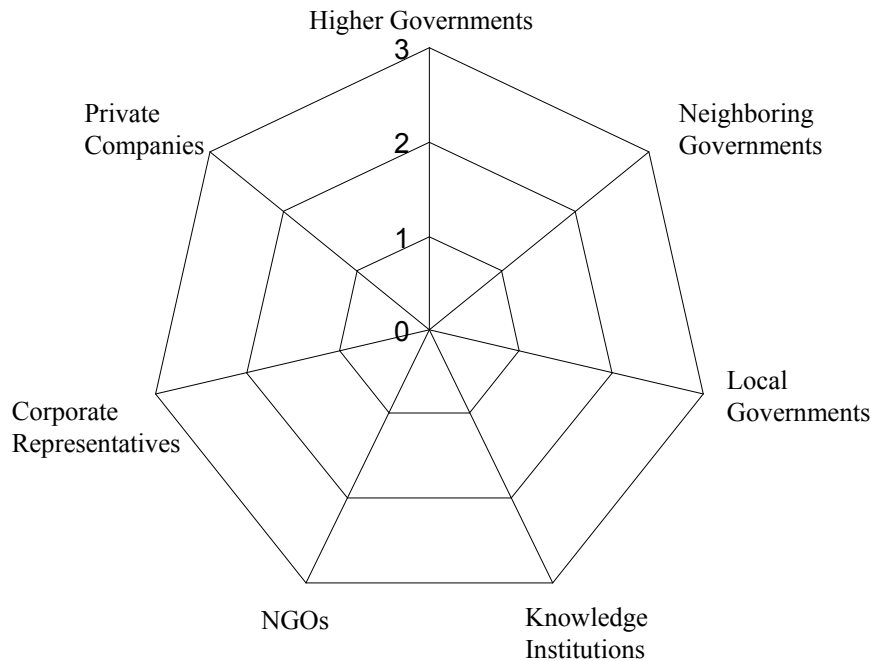 Higher Governments
3
Private
Companies
Neighboring
Governments
2
1
0
Local
Governments
Corporate
Representatives
NGOs
Knowledge
Institutions